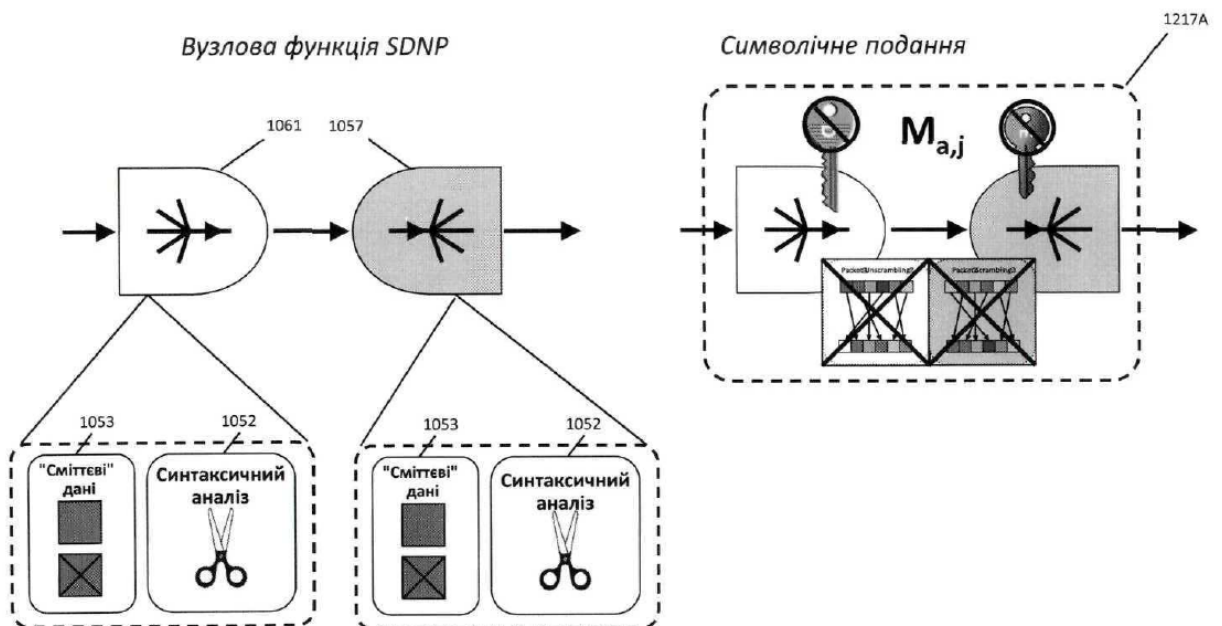 1217A
Вузлова функція SDNP
Символічне подання
1061
1057
M a,j
1053
1052
"Сміттєві" дані
Синтаксичний аналіз
1053
1052
"Сміттєві" дані
Синтаксичний аналіз